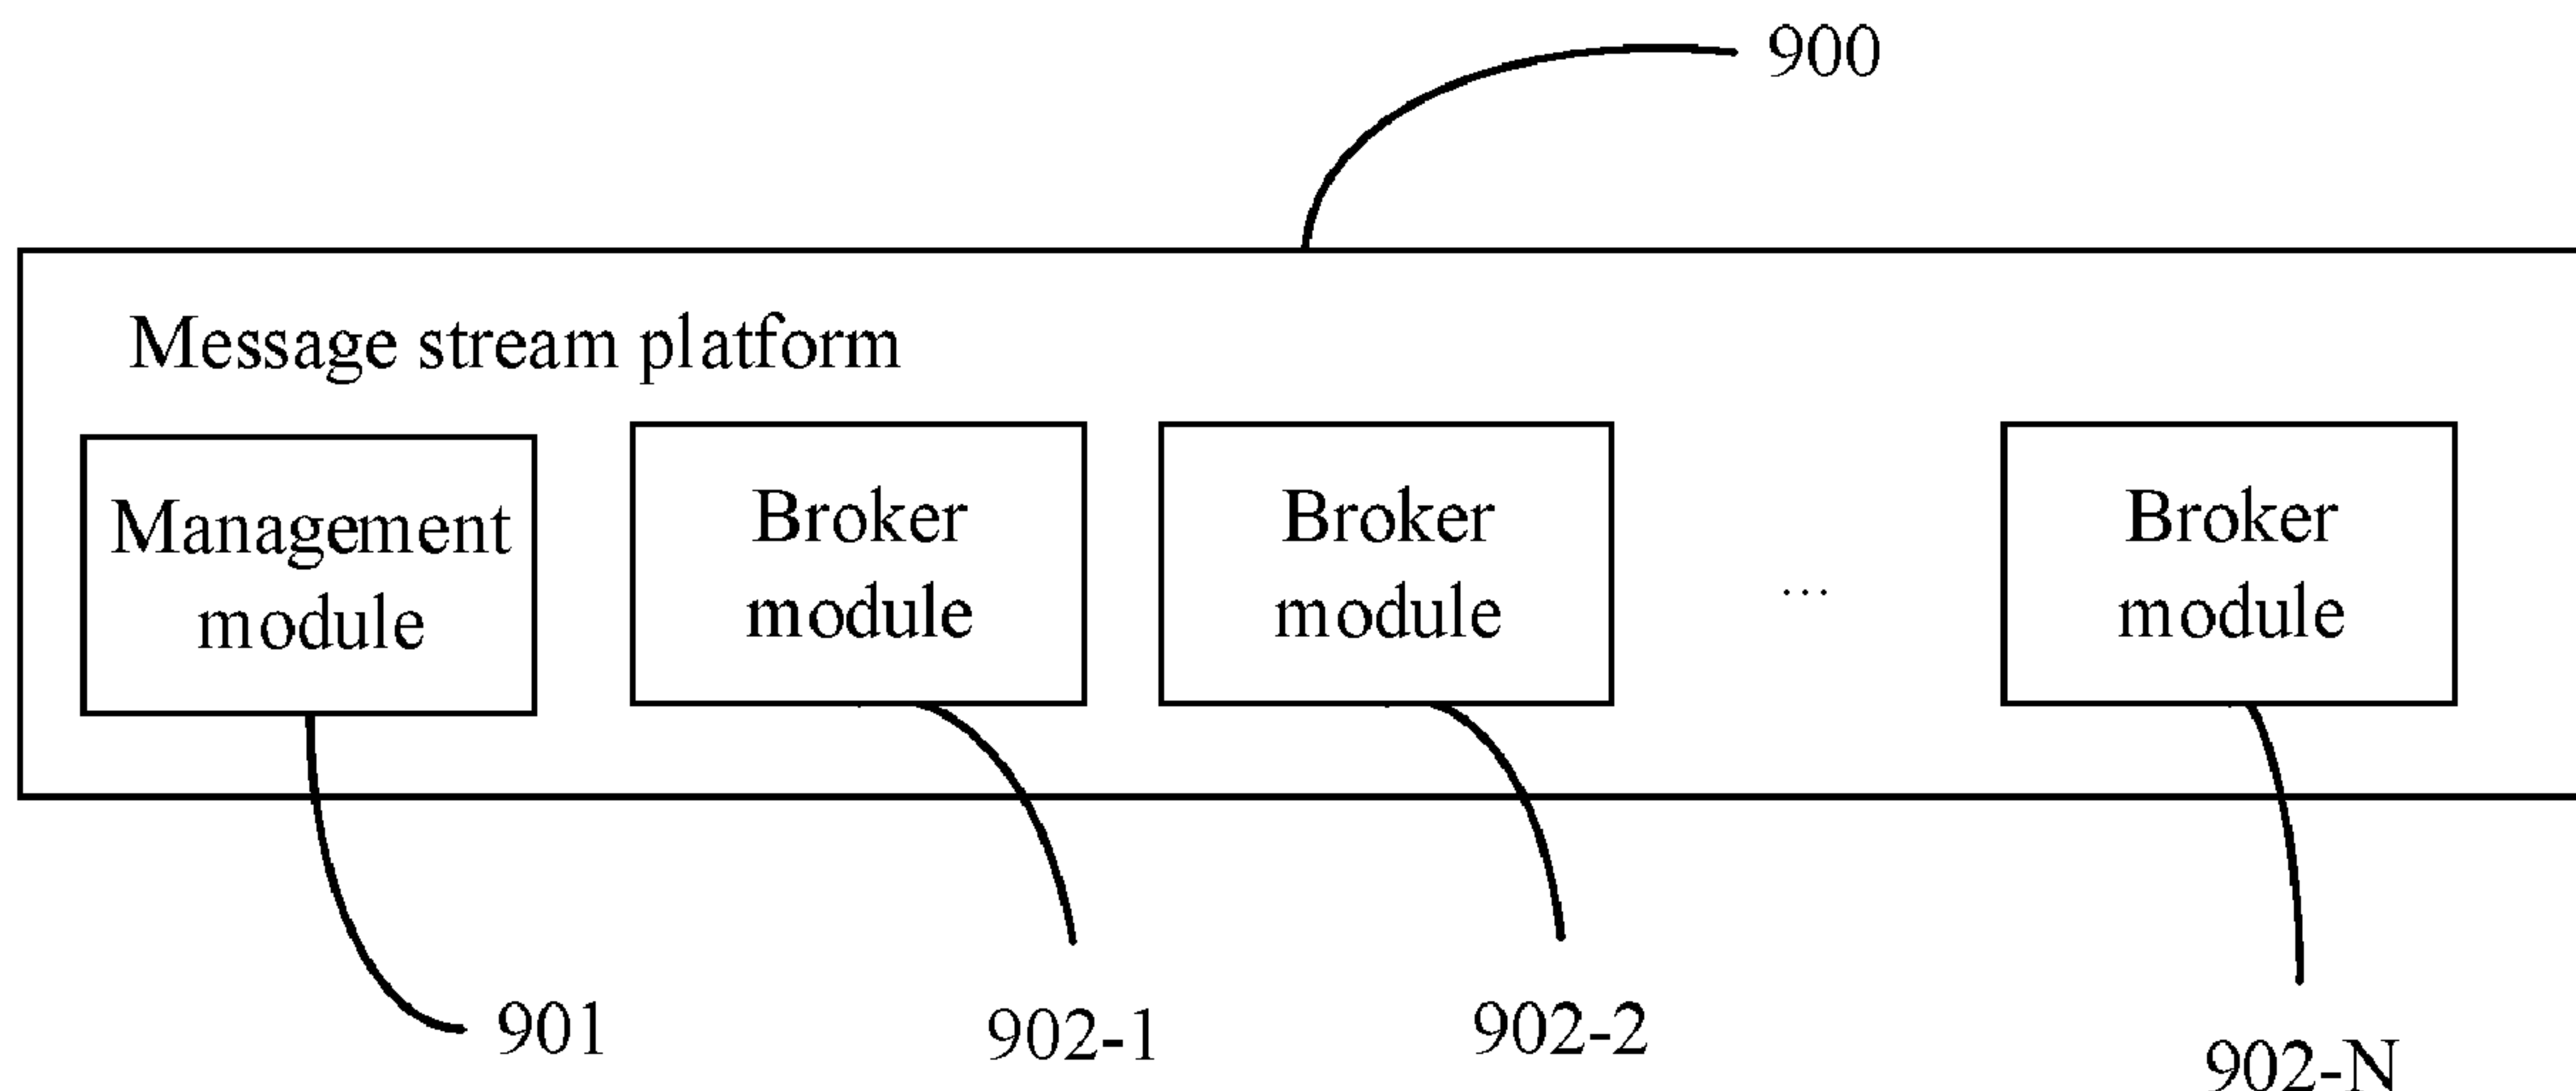 900
Message stream platform
Management
module
Broker
module
Broker
module
...
Broker
module
901
902-1
902-2
902-N